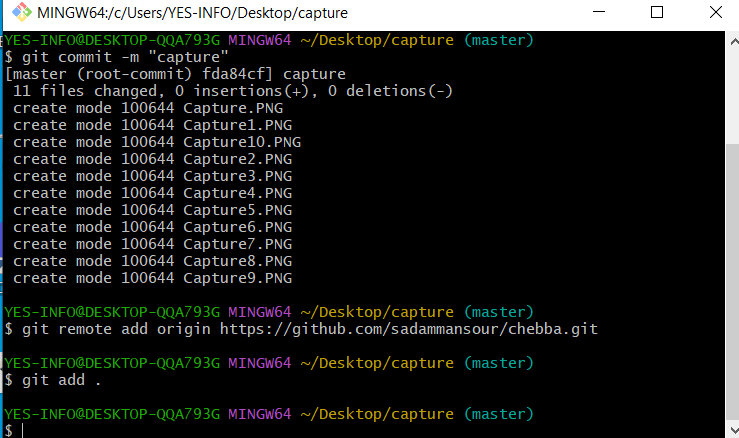 MINGW64:/c/Users/YES-INFO/Desktop/capture
YES-INFO@DESKTOP-QQA793G MINGW64 ~/Desktop/capture (master)
$ git commit -m "capture"
[master (root-commit) fda84cf] capture
 11 files changed, 0 insertions(+), 0 deletions(-)
 create mode 100644 Capture.PNG
 create mode 100644 Capture1.PNG
 create mode 100644 Capture10.PNG
 create mode 100644 Capture2.PNG
 create mode 100644 Capture3.PNG
 create mode 100644 Capture4.PNG
 create mode 100644 Capture5.PNG
 create mode 100644 Capture6.PNG
 create mode 100644 Capture7.PNG
 create mode 100644 Capture8.PNG
 create mode 100644 Capture9.PNG
YES-INFO@DESKTOP-QQA793G MINGW64 ~/Desktop/capture (master)
$ git remote add origin https://github.com/sadammansour/chebba.git
YES-INFO@DESKTOP-QQA793G MINGW64 ~/Desktop/capture (master)
$ git add .
YES-INFO@DESKTOP-QQA793G MINGW64 ~/Desktop/capture (master)
$